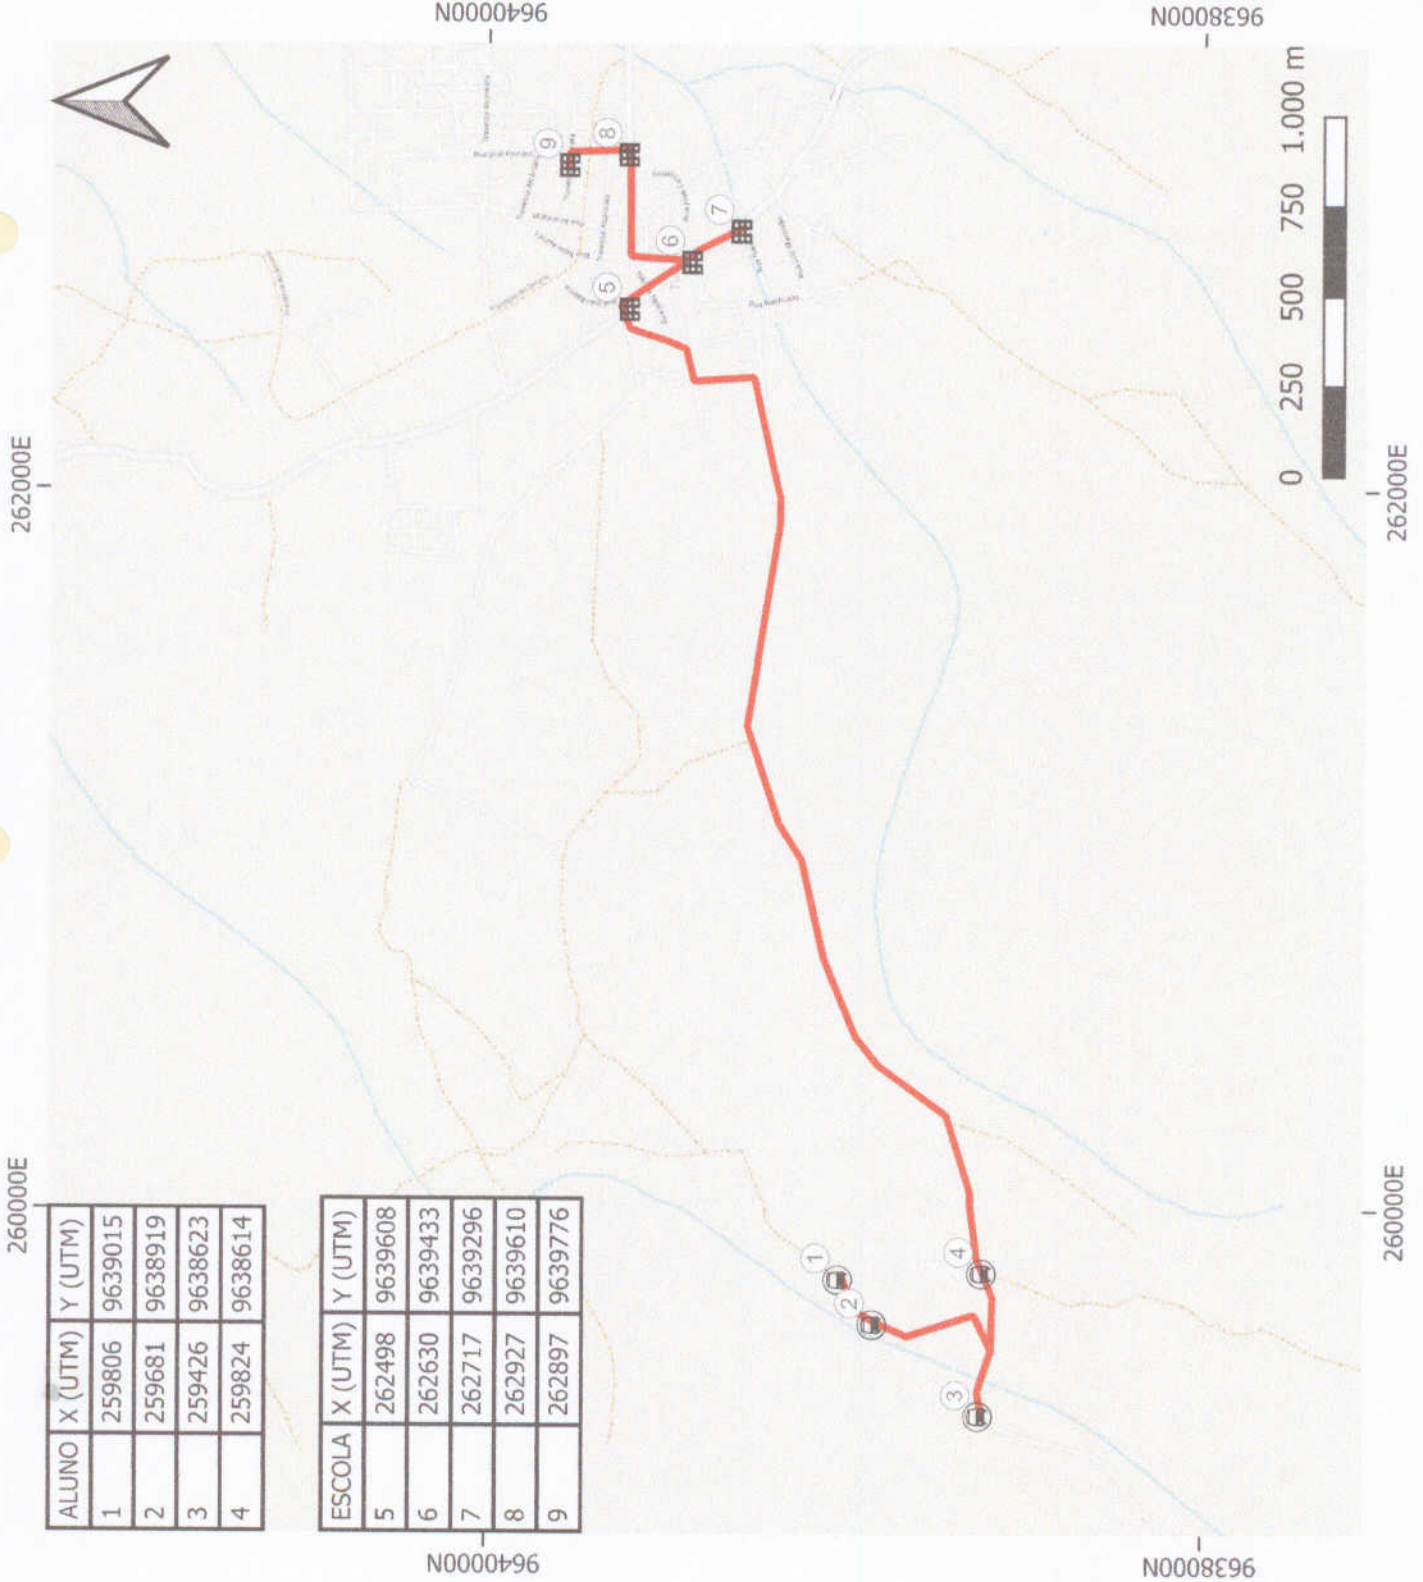 ALUNO X (UTM) Y (UTM)
1 259806 9639015
2 259681 9638919
3 259426 9638623
4 259824 9638614
ESCOLA X (UTM) Y (UTM)
5 262498 9639608
6 262630 9639433
7 262717 9639296
8 262927 9639610
9 262897 9639776
260000E
262000E
9640000N
9638000N
9640000N
9638000N
260000E
262000E
1
2
3
4
5
6
7
8
9
0 250 500 750 1.000 m